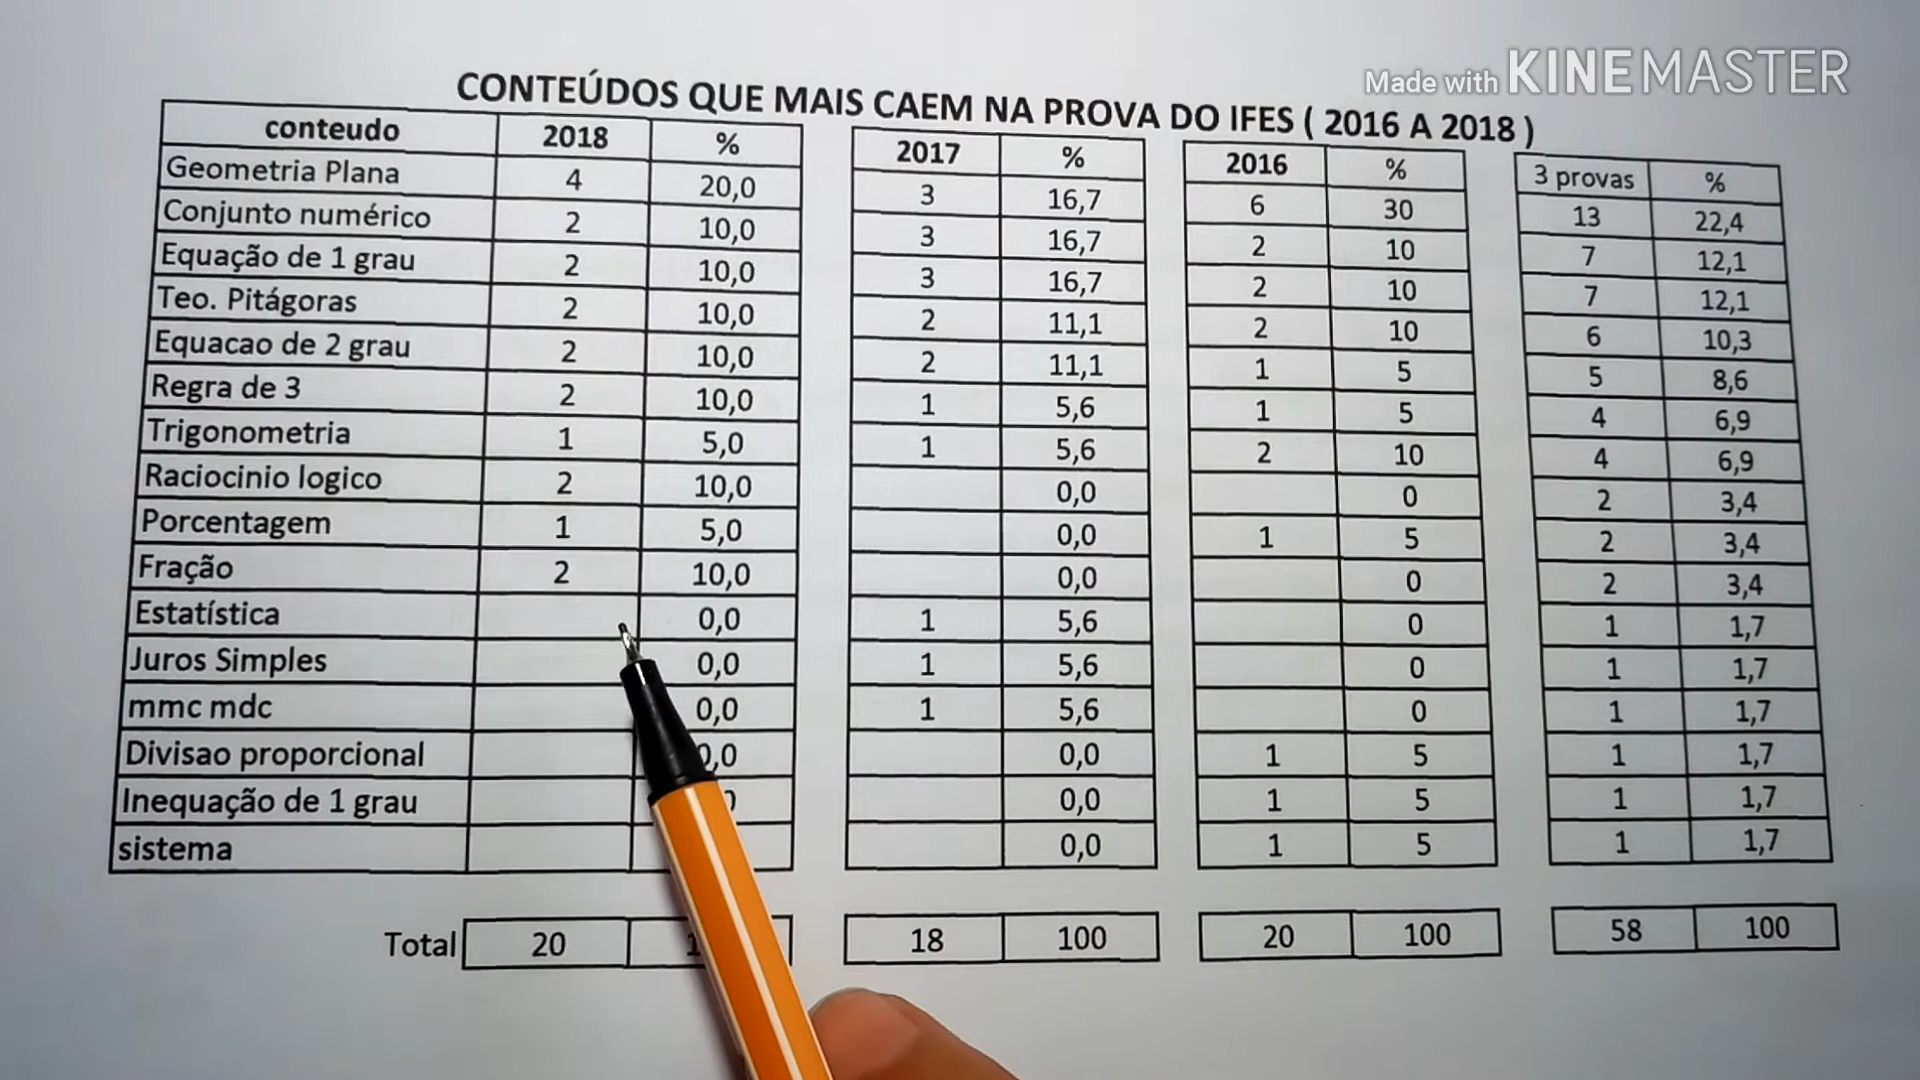 Made with KINEMASTER
CONTEÚDOS QUE MAIS CAEM NA PROVA DO IFES ( 2016 A 2018 )
conteudo 2018 % 2017 % 2016 % 3 provas %
Geometria Plana 4 20,0 3 16,7 6 30 13 22,4
Conjunto numérico 2 10,0 3 16,7 2 10 7 12,1
Equação de 1 grau 2 10,0 3 16,7 2 10 7 12,1
Teo. Pitágoras 2 10,0 2 11,1 2 10 6 10,3
Equacao de 2 grau 2 10,0 2 11,1 1 5 5 8,6
Regra de 3 2 10,0 1 5,6 1 5 4 6,9
Trigonometria 1 5,0 1 5,6 2 10 4 6,9
Raciocinio logico 2 10,0 0,0 0 2 3,4
Porcentagem 1 5,0 0,0 1 5 2 3,4
Fração 2 10,0 0,0 0 2 3,4
Estatística 0,0 1 5,6 0 1 1,7
Juros Simples 0,0 1 5,6 0 1 1,7
mmc mdc 0,0 1 5,6 0 1 1,7
Divisao proporcional 0,0 0,0 1 5 1 1,7
Inequação de 1 grau 0,0 1 5 1 1,7
sistema 0,0 1 5 1 1,7
Total 20 18 100 20 100 58 100